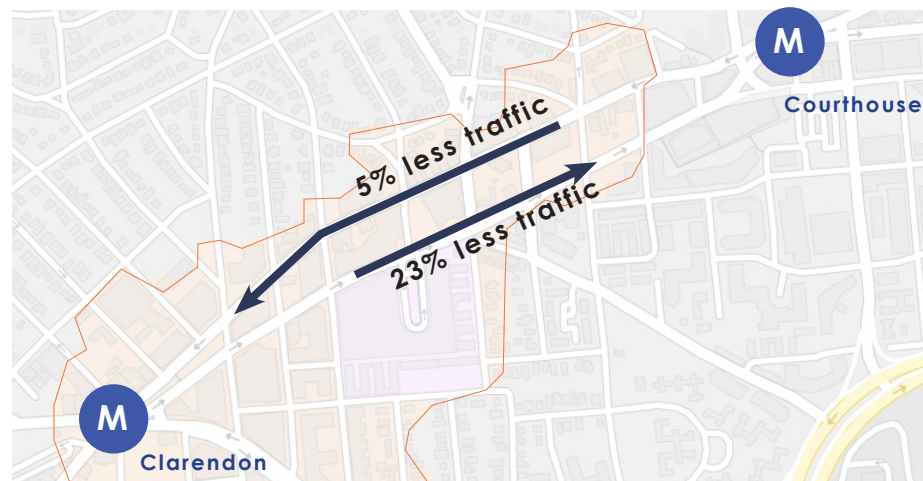 M
Courthouse
5% less traffic
23% less traffic
M
Clarendon